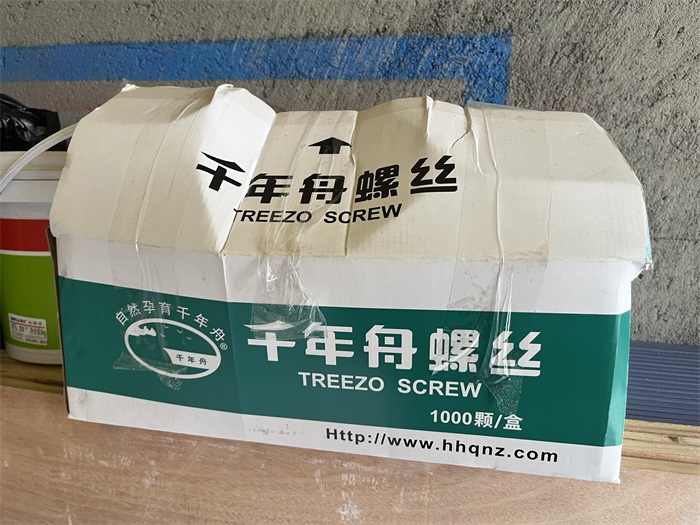 千年舟螺丝
TREEZO SCREW
自然孕育千年舟®
千年舟
千年舟螺丝
TREEZO SCREW
1000颗/盒
Http://www.hhqnz.com